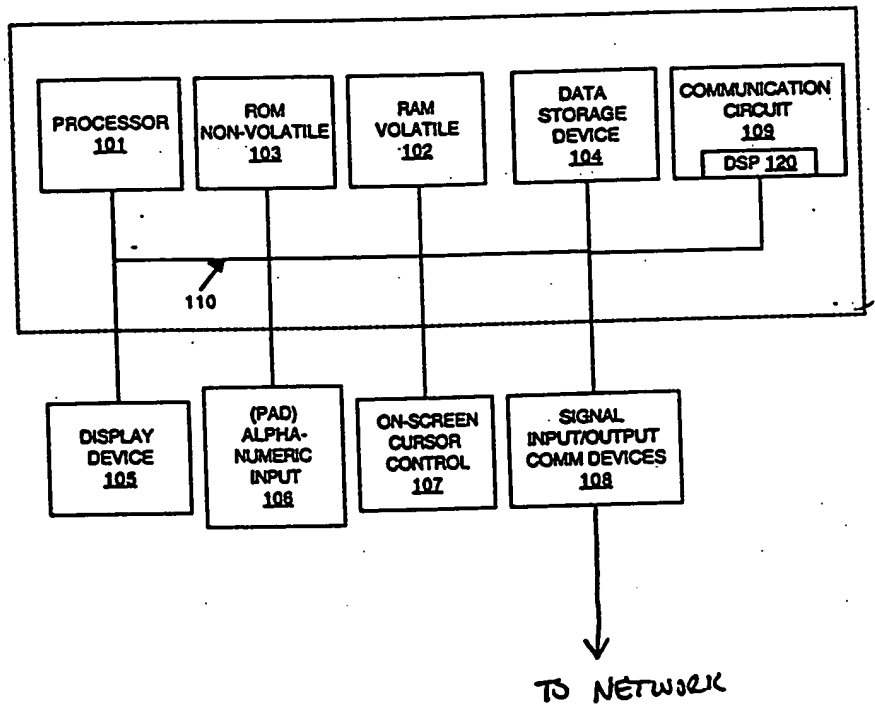 PROCESSOR
101
ROM
NON-VOLATILE
103
RAM
VOLATILE
102
DATA
STORAGE
DEVICE
104
COMMUNICATION
CIRCUIT
109
DSP 120
110
DISPLAY
DEVICE
105
(PAD)
ALPHA-
NUMERIC
INPUT
106
ON-SCREEN
CURSOR
CONTROL
107
SIGNAL
INPUT/OUTPUT
COMM DEVICES
108
TO NETWORK